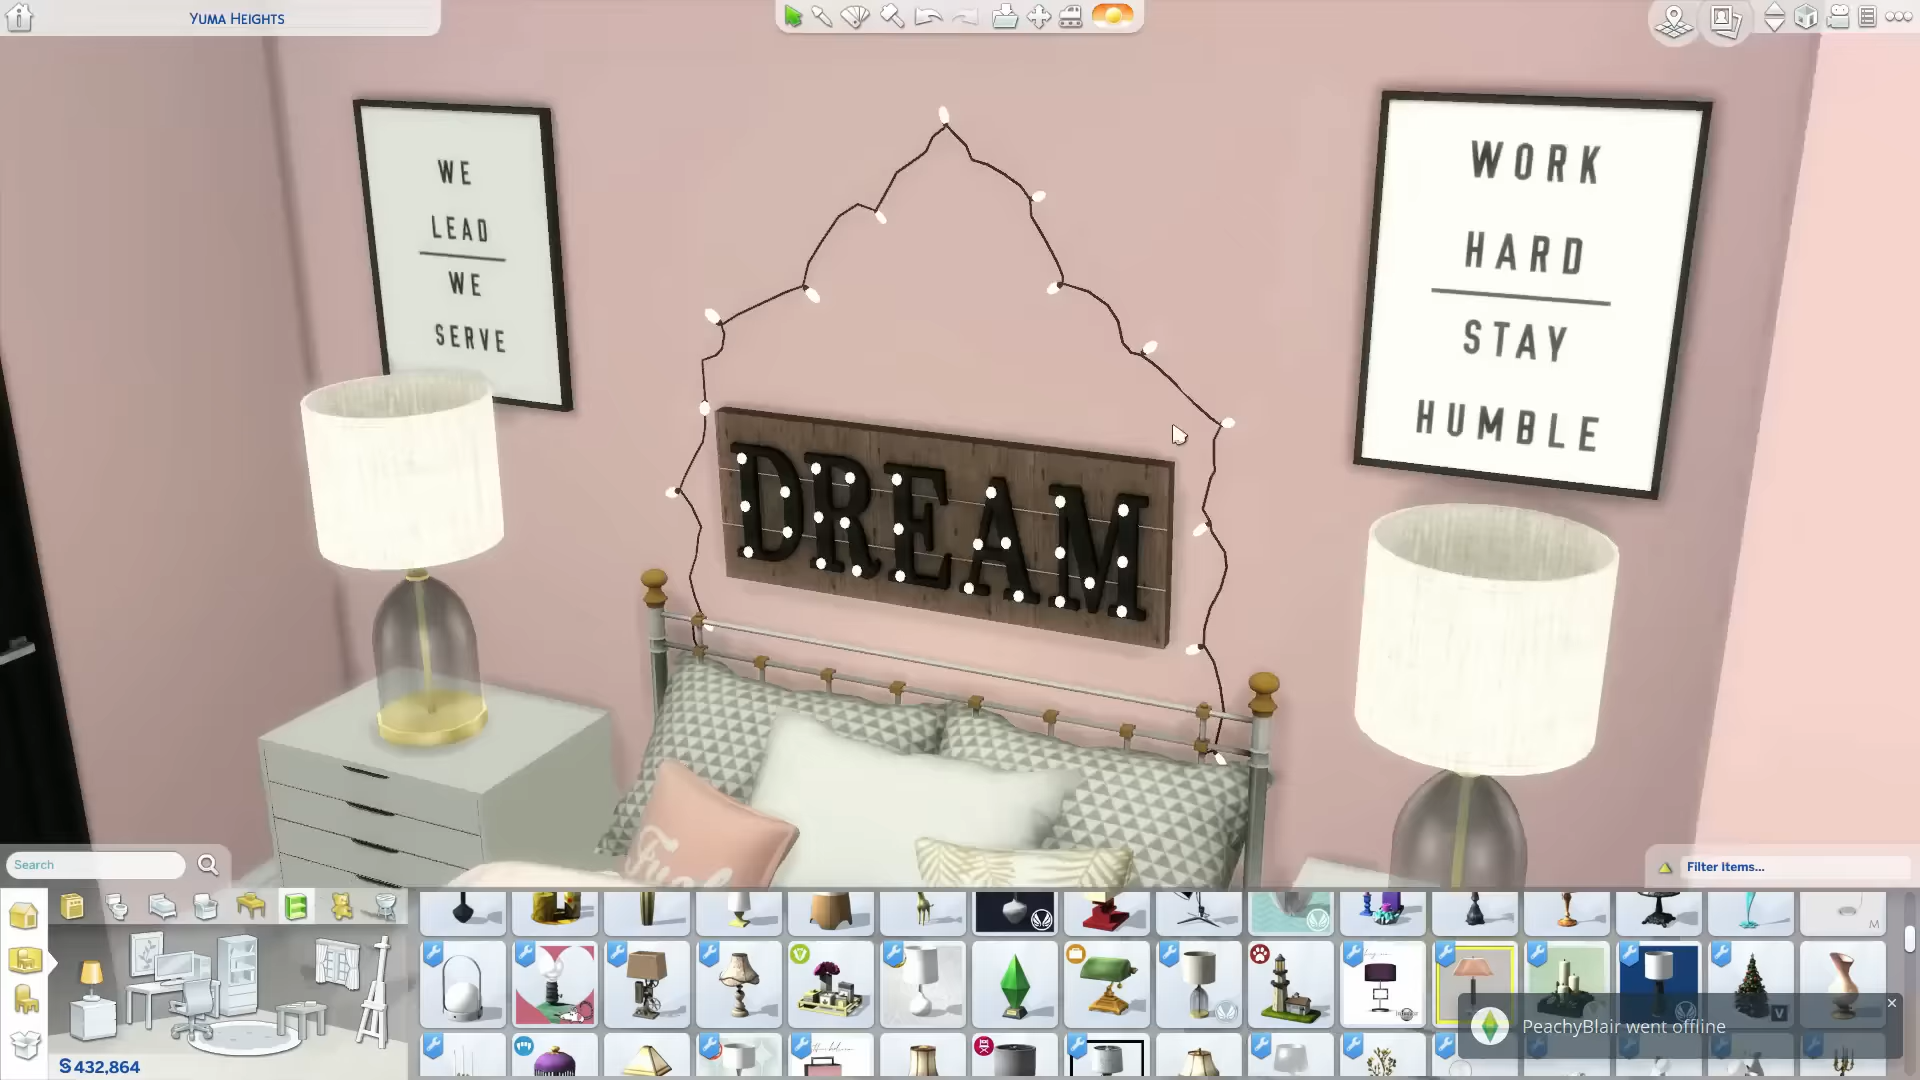 YUMA HEIGHTS
WE
LEAD
WE
SERVE
WORK
HARD
STAY
HUMBLE
DREAM
Search
Filter Items...
M
V
PeachyBlair went offline
§432,864